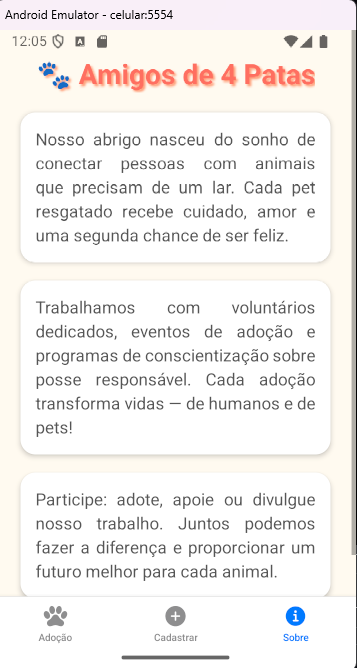 Android Emulator - celular:5554
12:05
🐾 Amigos de 4 Patas
Nosso abrigo nasceu do sonho de
conectar pessoas com animais
que precisam de um lar. Cada pet
resgatado recebe cuidado, amor e
uma segunda chance de ser feliz.
Trabalhamos com voluntários
dedicados, eventos de adoção e
programas de conscientização sobre
posse responsável. Cada adoção
transforma vidas — de humanos e de
pets!
Participe: adote, apoie ou divulgue
nosso trabalho. Juntos podemos
fazer a diferença e proporcionar um
futuro melhor para cada animal.
Adoção
Cadastrar
Sobre